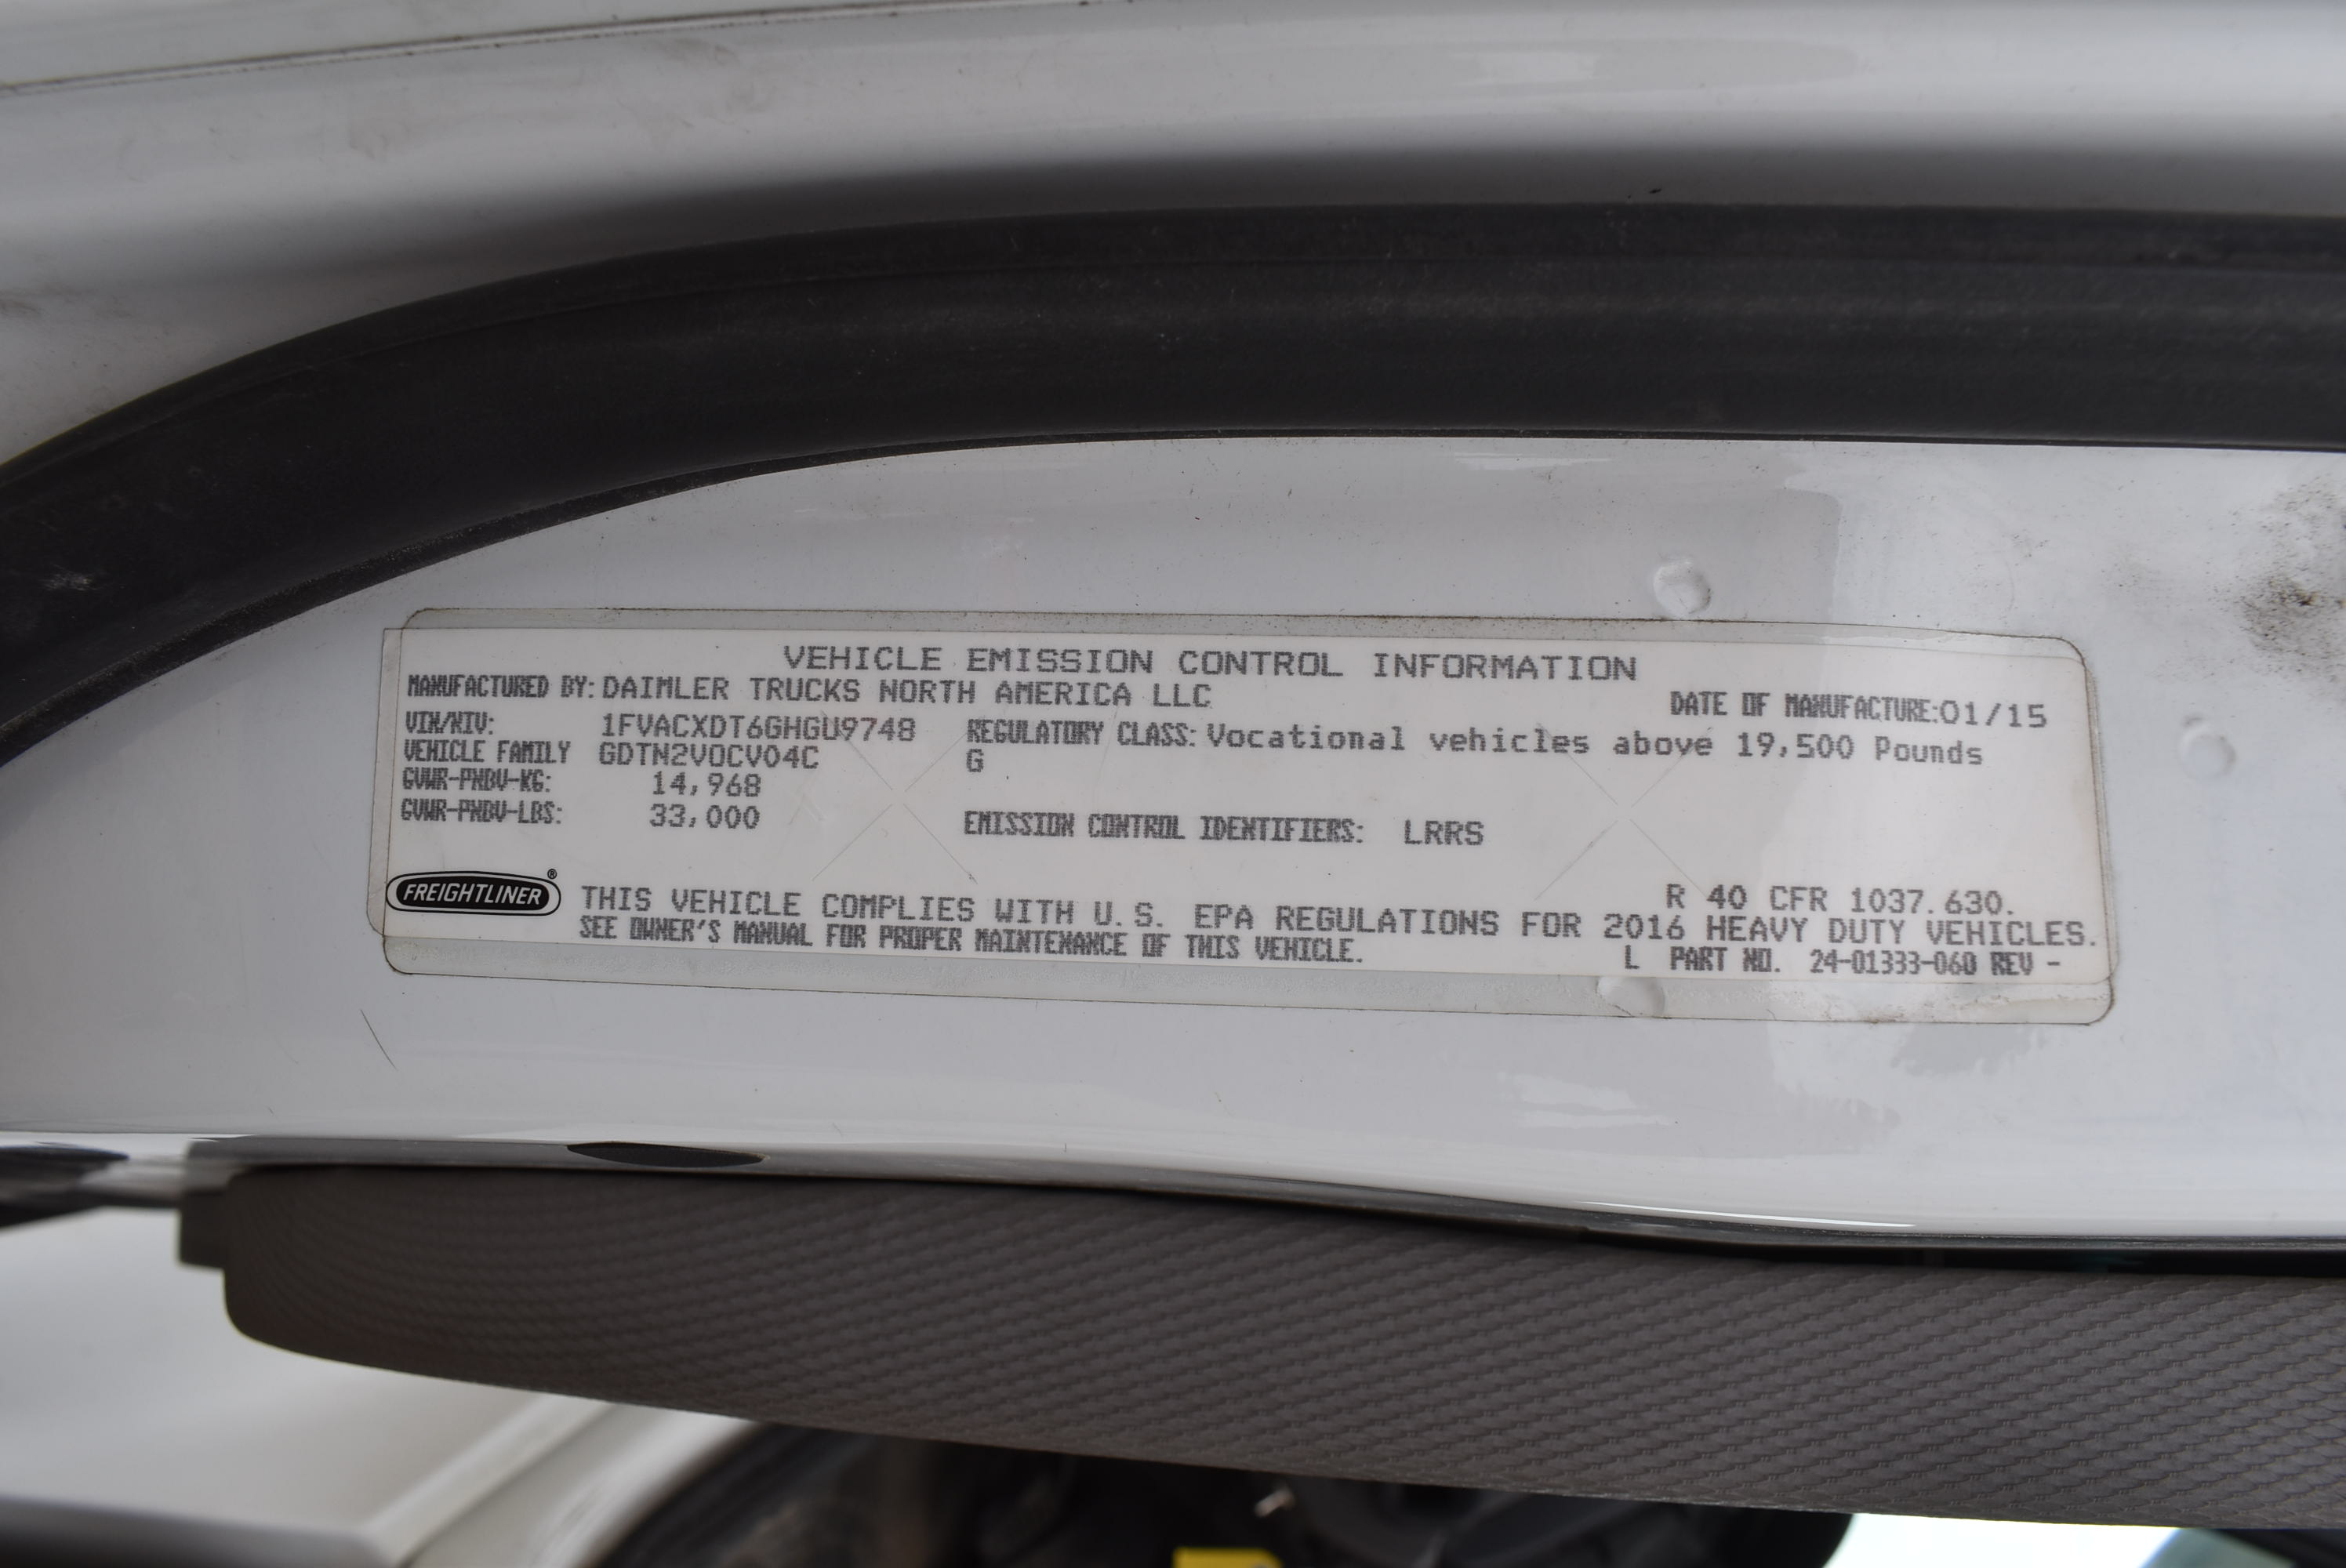 VEHICLE EMISSION CONTROL INFORMATION
MANUFACTURED BY: DAIMLER TRUCKS NORTH AMERICA LLC
DATE OF MANUFACTURE:01/15
VIN/NIV: 1FVACXDT6GHGU9748
REGULATORY CLASS: Vocational vehicles above 19,500 Pounds
VEHICLE FAMILY GDTN2VOCV04C
G
GVWR-PNBV-KG: 14,968
GVWR-PNBV-LBS: 33,000
EMISSION CONTROL IDENTIFIERS: LRRS
R 40 CFR 1037.630.
FREIGHTLINER®
THIS VEHICLE COMPLIES WITH U.S. EPA REGULATIONS FOR 2016 HEAVY DUTY VEHICLES.
SEE OWNER'S MANUAL FOR PROPER MAINTENANCE OF THIS VEHICLE.
L PART NO. 24-01333-060 REV -